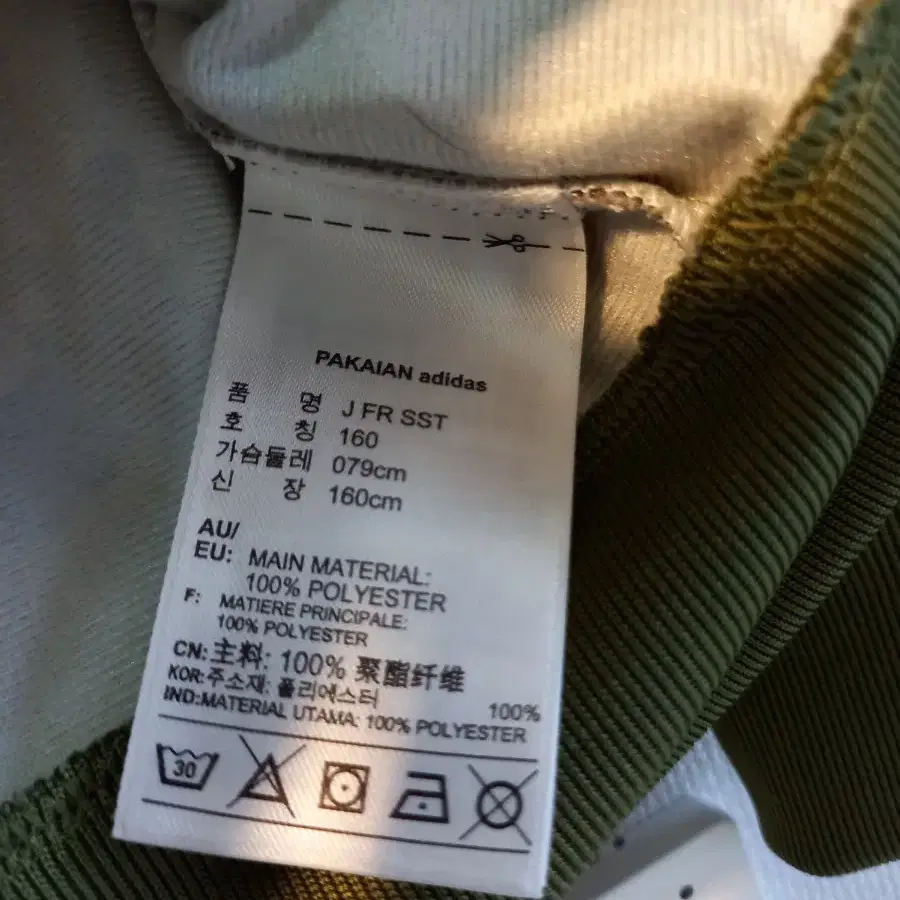 PAKAIAN adidas
품 명 J FR SST
호 칭 160
가슴둘레 079cm
신 장 160cm
AU/
EU: MAIN MATERIAL:
100% POLYESTER
F: MATIERE PRINCIPALE:
100% POLYESTER
CN:主料: 100% 聚酯纤维
KOR:주소재: 폴리에스터 100%
IND:MATERIAL UTAMA: 100% POLYESTER
30